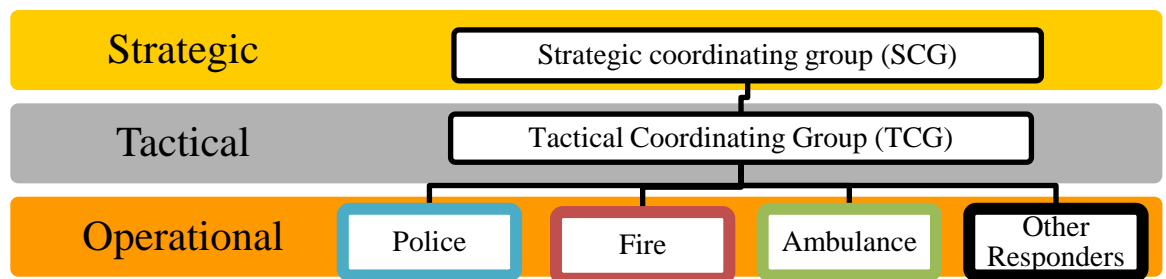 Strategic
Strategic coordinating group (SCG)
Tactical
Tactical Coordinating Group (TCG)
Operational
Police
Fire
Ambulance
Other
Responders